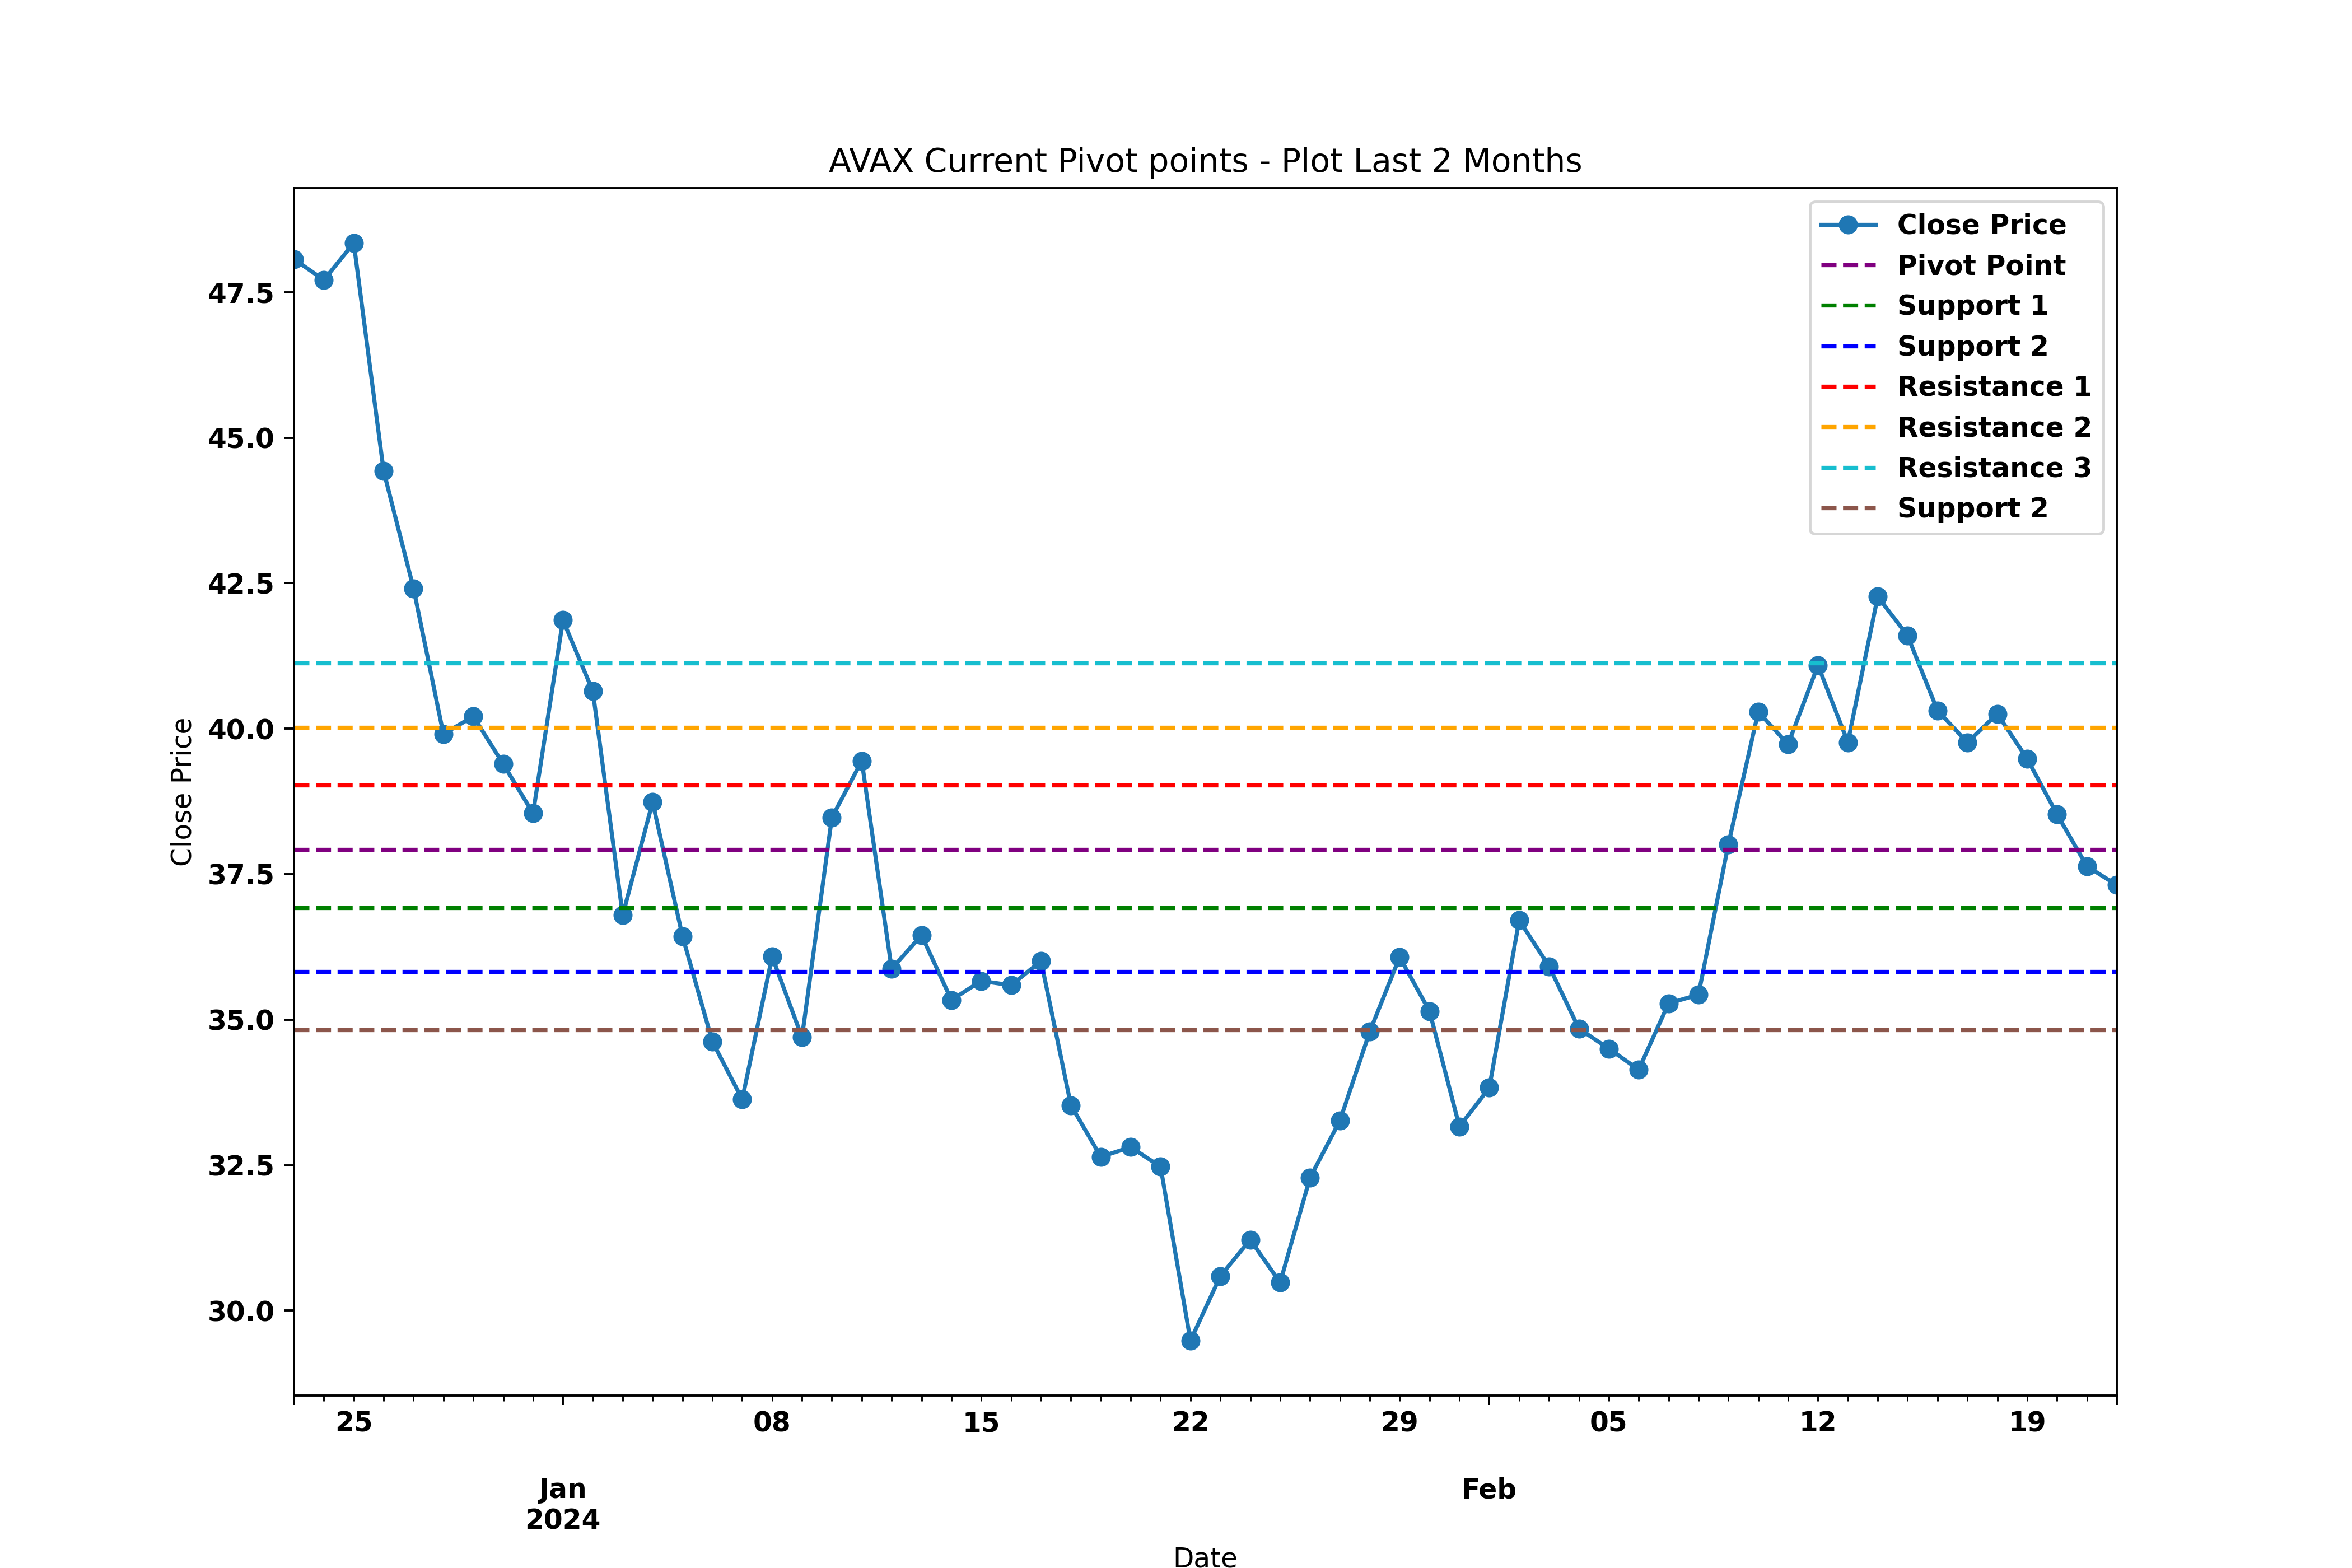 AVAX Current Pivot points - Plot Last 2 Months
Close Price
Pivot Point
Support 1
Support 2
Resistance 1
Resistance 2
Resistance 3
Support 2
47.5
45.0
42.5
40.0
37.5
35.0
32.5
30.0
Close Price
25 08 15 22 29 05 12 19
Jan Feb
2024
Date